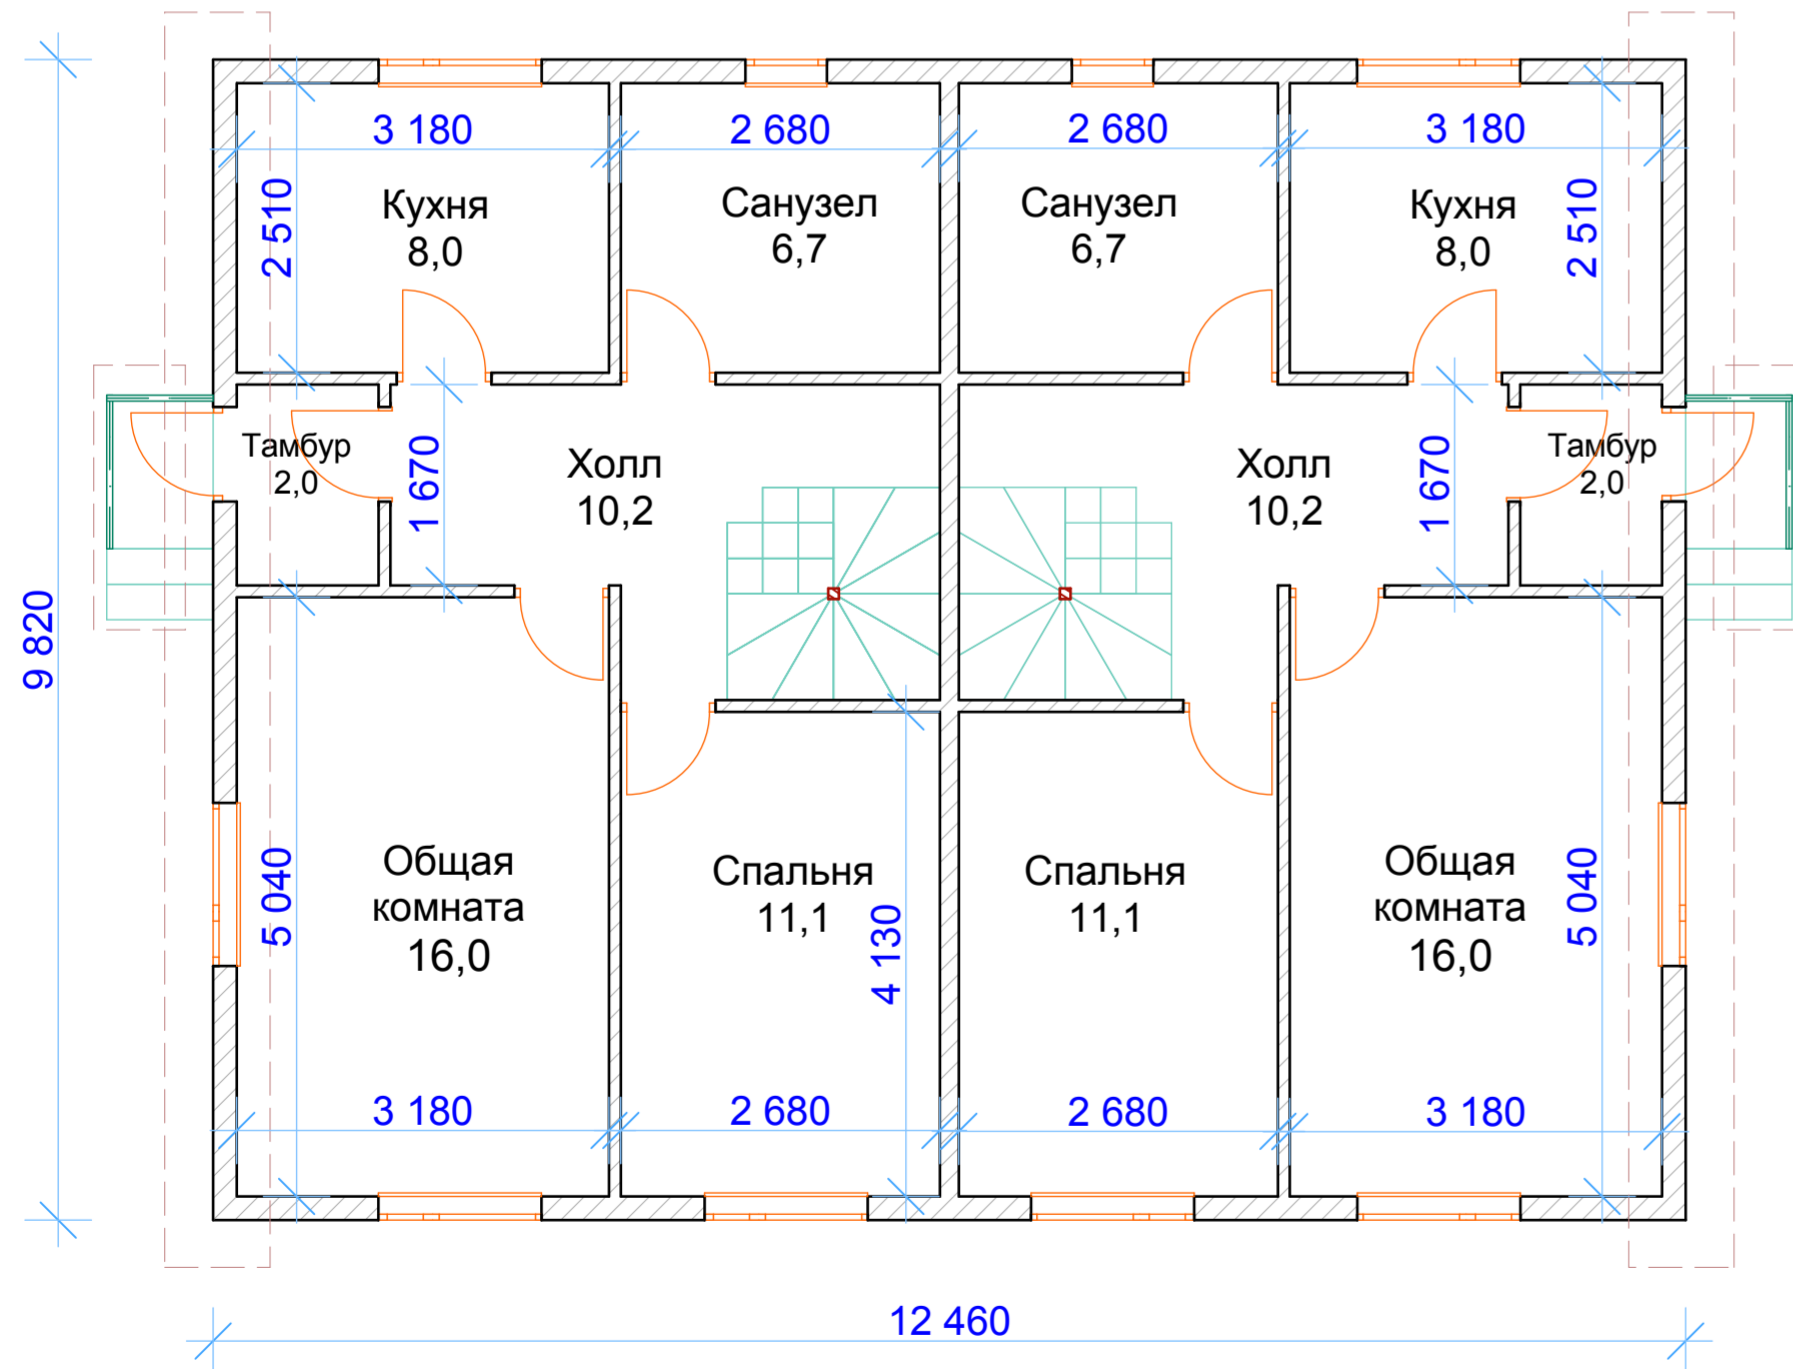 3 180
2 680
2 680
3 180
2 510
Кухня
8,0
Санузел
6,7
Санузел
6,7
Кухня
8,0
2 510
Тамбур
2,0
1 670
Холл
10,2
Холл
10,2
1 670
Тамбур
2,0
9 820
5 040
Общая
комната
16,0
Спальня
11,1
4 130
Спальня
11,1
Общая
комната
16,0
5 040
3 180
2 680
2 680
3 180
12 460